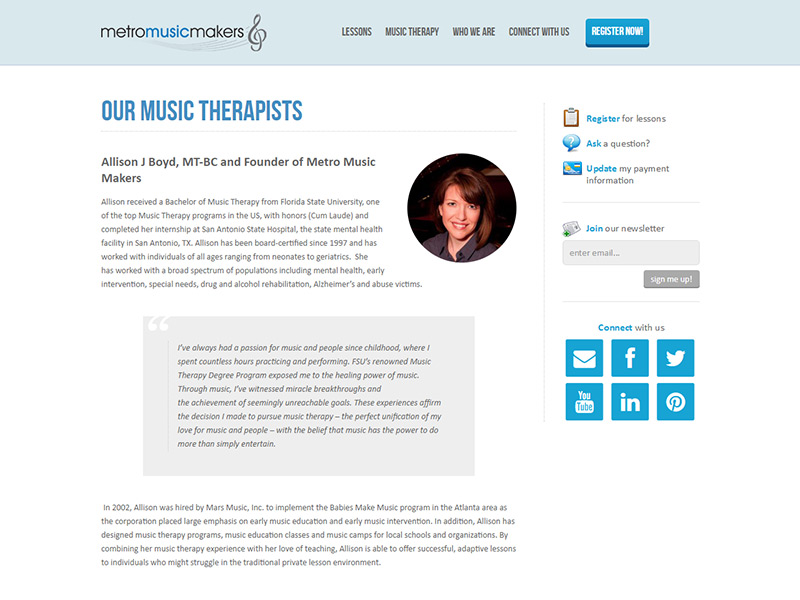 metromusicmakers
LESSONS MUSIC THERAPY WHO WE ARE CONNECT WITH US REGISTER NOW!
OUR MUSIC THERAPISTS
Allison J Boyd, MT-BC and Founder of Metro Music
Makers
Allison received a Bachelor of Music Therapy from Florida State University, one
of the top Music Therapy programs in the US, with honors (Cum Laude) and
completed her internship at San Antonio State Hospital, the state mental health
facility in San Antonio, TX. Allison has been board-certified since 1997 and has
worked with individuals of all ages ranging from neonates to geriatrics. She
has worked with a broad spectrum of populations including mental health, early
intervention, special needs, drug and alcohol rehabilitation, Alzheimer's and abuse victims.
“
I've always had a passion for music and people since childhood, where I
spent countless hours practicing and performing. FSU's renowned Music
Therapy Degree Program exposed me to the healing power of music.
Through music, I've witnessed miracle breakthroughs and
the achievement of seemingly unreachable goals. These experiences affirm
the decision I made to pursue music therapy – the perfect unification of my
love for music and people – with the belief that music has the power to do
more than simply entertain.
In 2002, Allison was hired by Mars Music, Inc. to implement the Babies Make Music program in the Atlanta area as
the corporation placed large emphasis on early music education and early music intervention. In addition, Allison has
designed music therapy programs, music education classes and music camps for local schools and organizations. By
combining her music therapy experience with her love of teaching, Allison is able to offer successful, adaptive lessons
to individuals who might struggle in the traditional private lesson environment.
Register for lessons
Ask a question?
Update my payment
information
Join our newsletter
enter email...
sign me up!
Connect with us
f
You
Tube
in